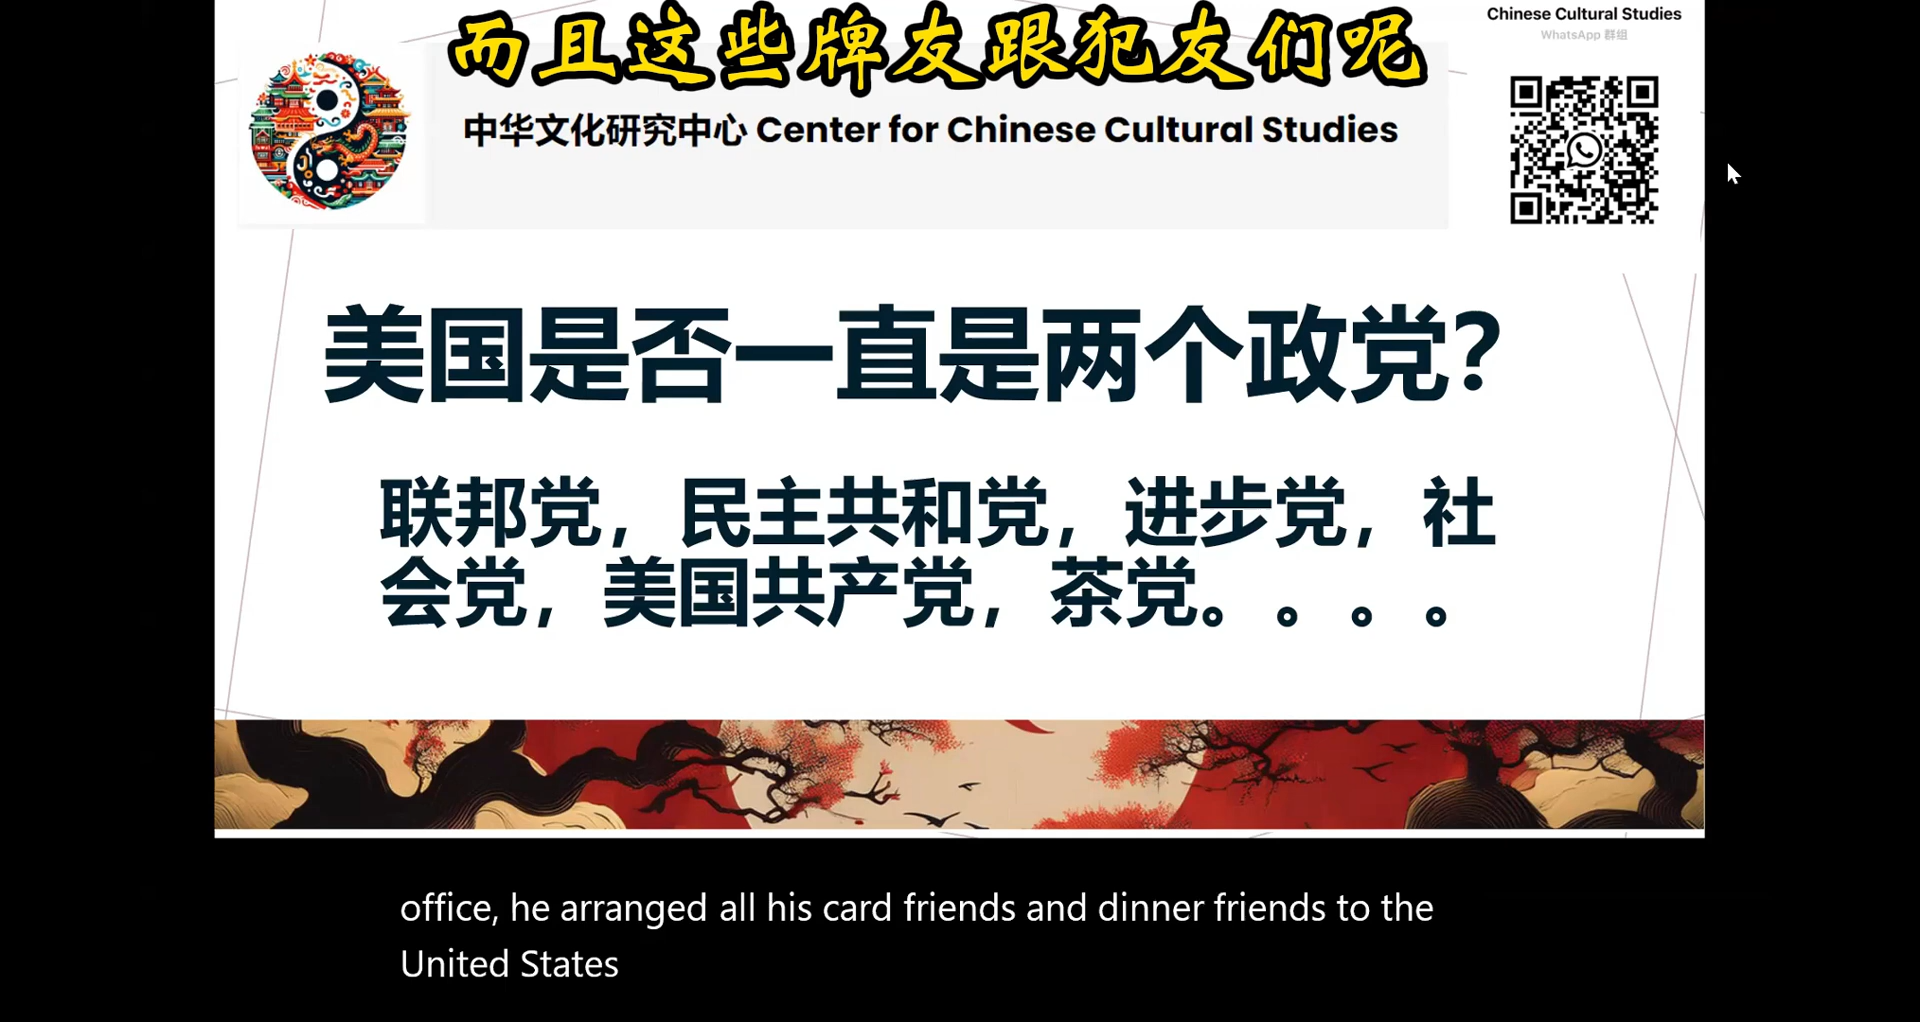 而且这些牌友跟犯友们呢
Chinese Cultural Studies
WhatsApp 群组
中华文化研究中心 Center for Chinese Cultural Studies
美国是否一直是两个政党？
联邦党，民主共和党，进步党，社
会党，美国共产党，茶党。。。。
office, he arranged all his card friends and dinner friends to the
United States